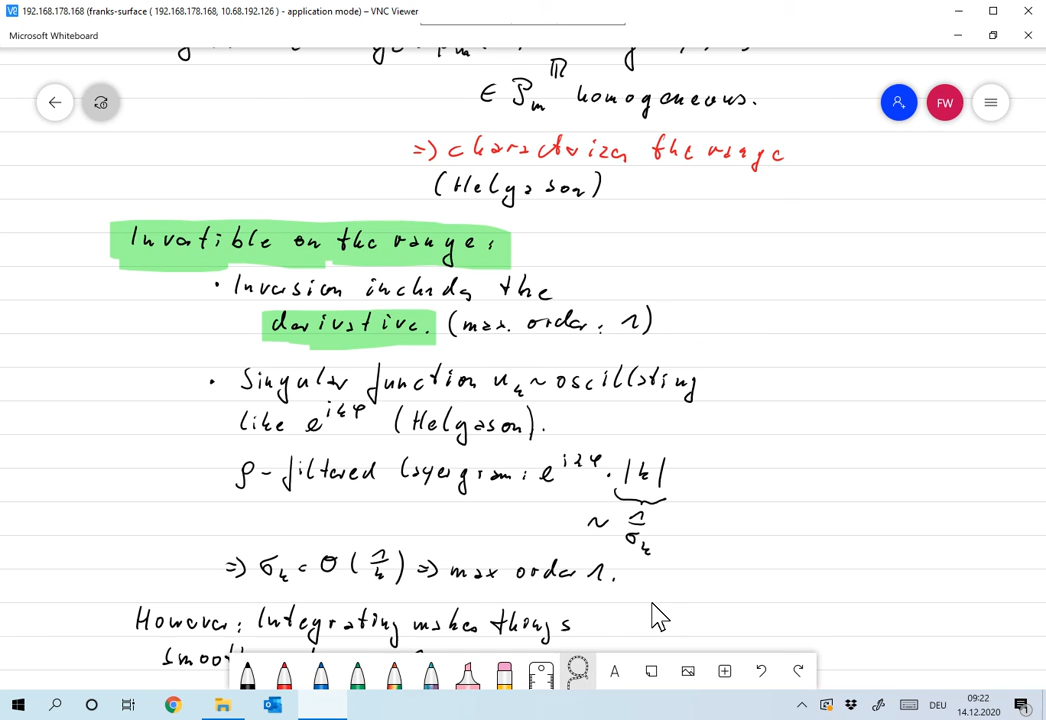 192.168.178.168 (franks-surface ( 192.168.178.168, 10.68.192.126 ) - application mode) – VNC Viewer
Microsoft Whiteboard
FW
∈ P_m homogeneous.
=) characterizes the range
(Helgason)
Invertible on the range:
• Inversion includes the
derivative. (max. order: 1)
• Singular function u_k ~ oscillating
like e^{ikφ} (Helgason).
ρ-filtered layergram: e^{ikφ} · |k|
~ 1/σ_k
=) σ_k = O(1/k) =) max order 1.
However: Integrating makes things
DEU
09:22
14.12.2020